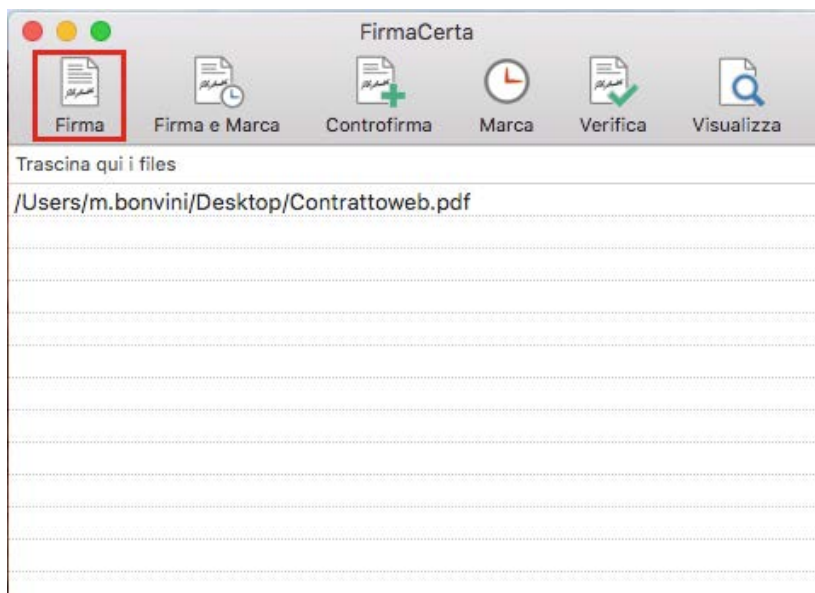 FirmaCerta
Firma Firma e Marca Controfirma Marca Verifica Visualizza
Trascina qui i files
/Users/m.bonvini/Desktop/Contrattoweb.pdf